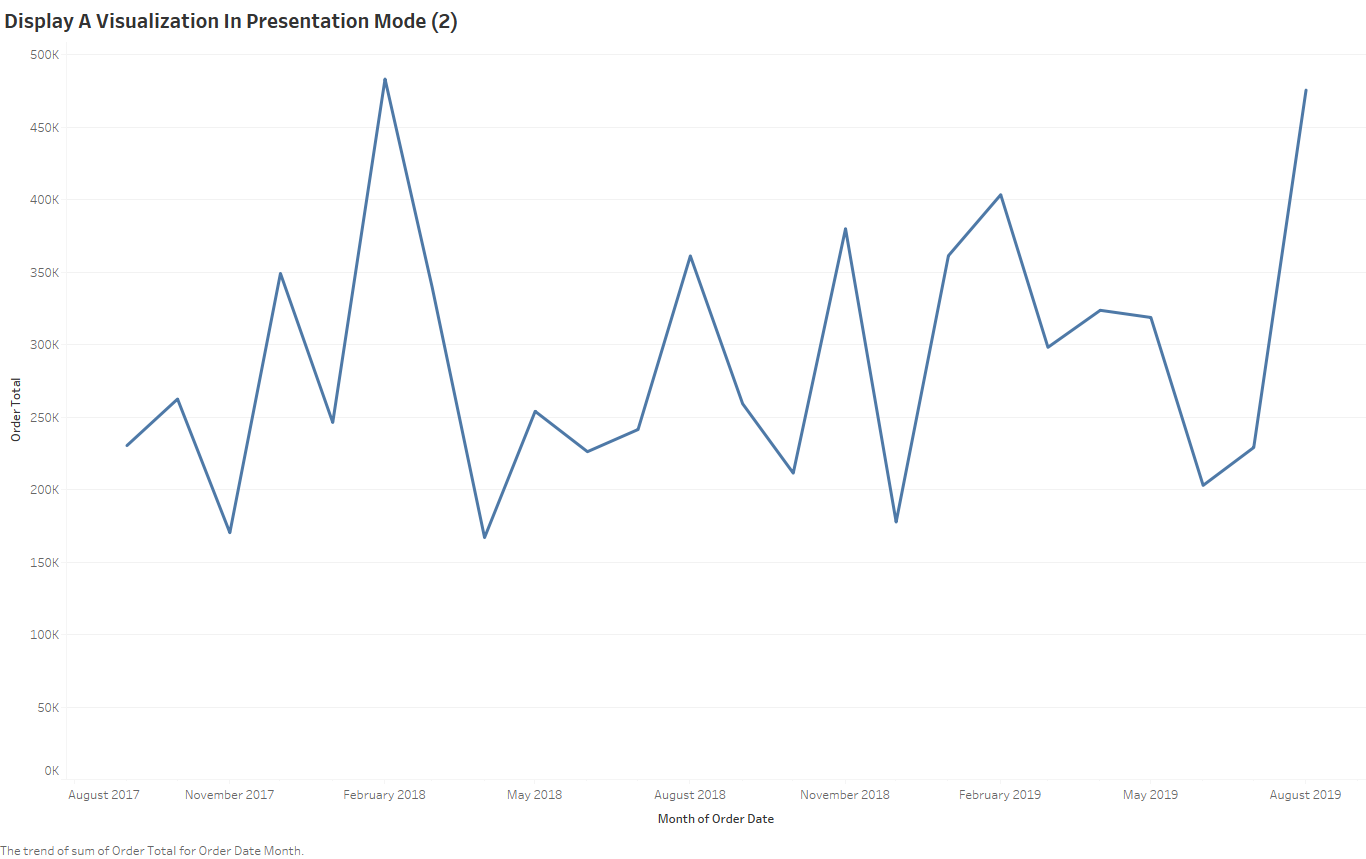 Display A Visualization In Presentation Mode (2)
500K
450K
400K
350K
300K
250K
200K
150K
100K
50K
0K
Order Total
August 2017 November 2017 February 2018 May 2018 August 2018 November 2018 February 2019 May 2019 August 2019
Month of Order Date
The trend of sum of Order Total for Order Date Month.